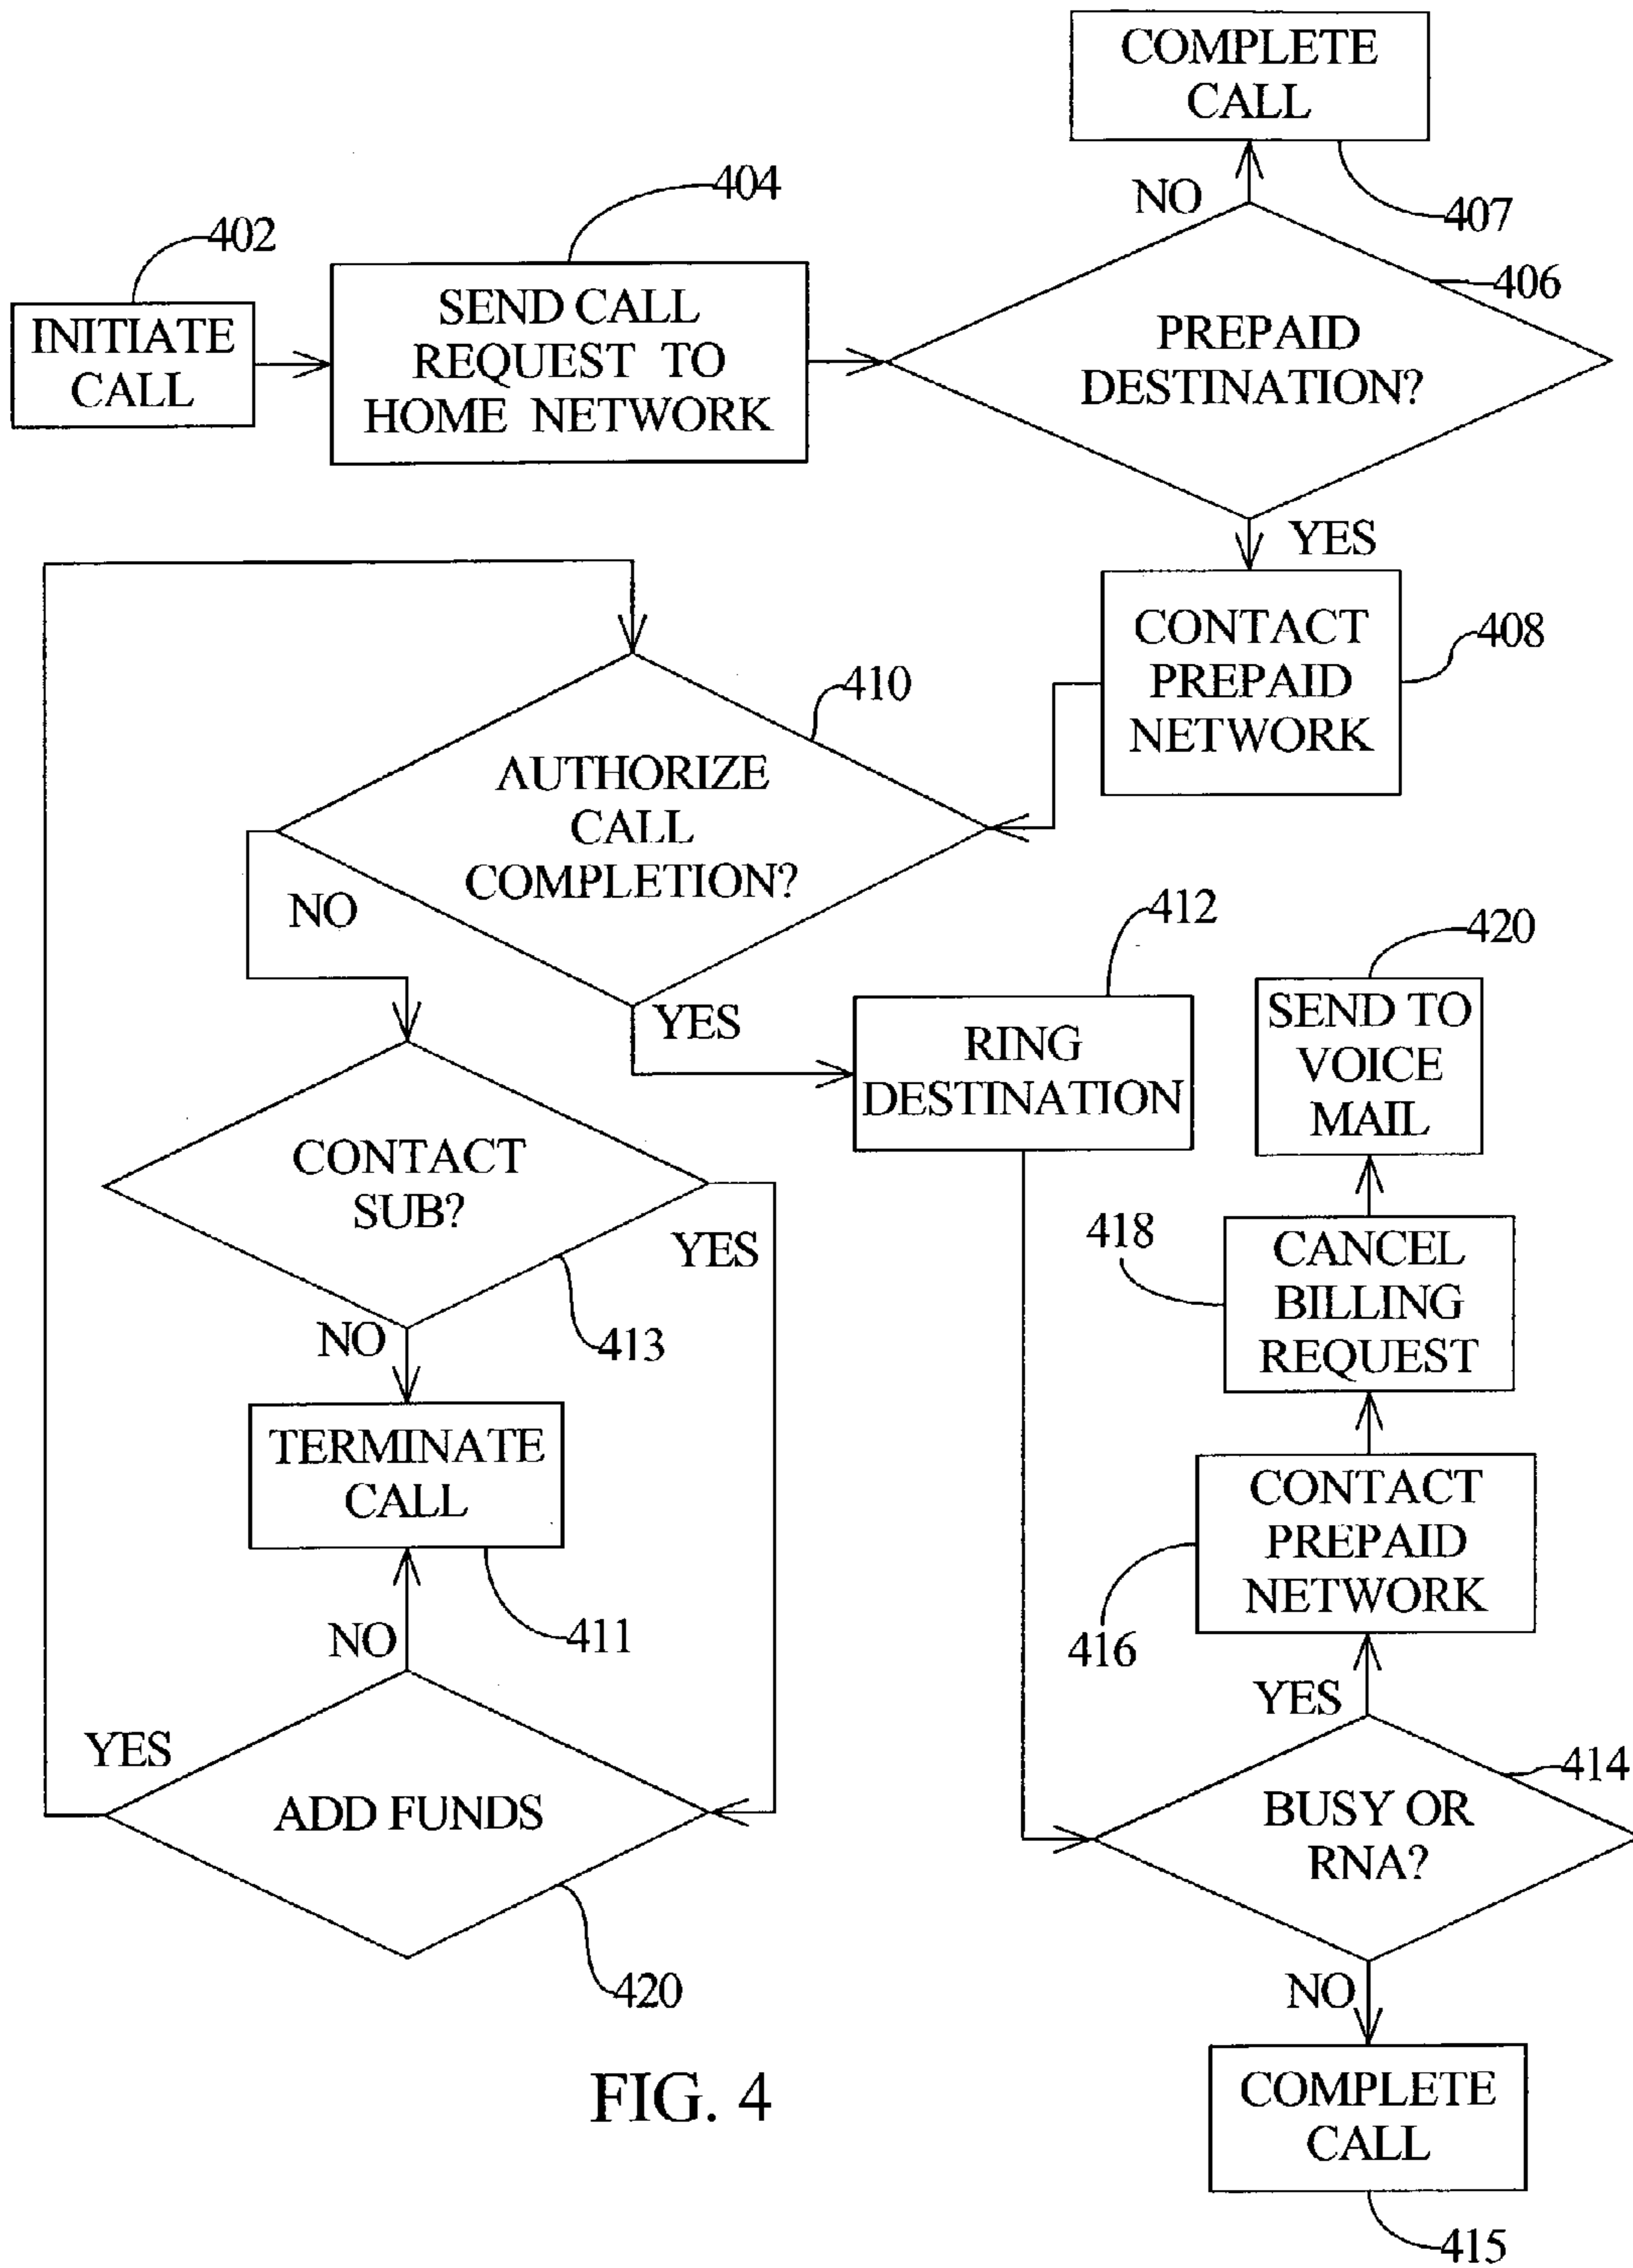 COMPLETE
CALL
407
NO
404
402
INITIATE
CALL
SEND CALL
REQUEST TO
HOME NETWORK
406
PREPAID
DESTINATION?
YES
CONTACT
PREPAID
NETWORK
408
410
AUTHORIZE
CALL
COMPLETION?
NO
YES
412
RING
DESTINATION
420
SEND TO
VOICE
MAIL
CONTACT
SUB?
YES
413
NO
418
CANCEL
BILLING
REQUEST
TERMINATE
CALL
411
NO
CONTACT
PREPAID
NETWORK
416
YES
YES
ADD FUNDS
420
414
BUSY OR
RNA?
NO
COMPLETE
CALL
415
FIG. 4